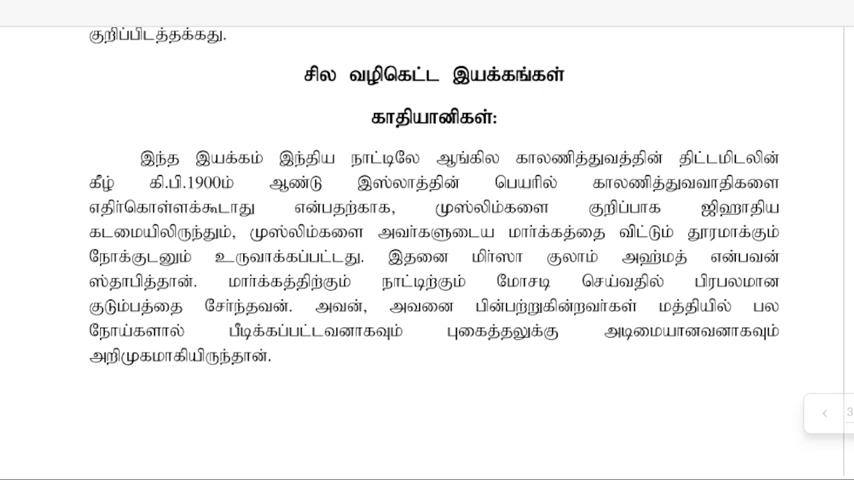 குறிப்பிடத்தக்கது.
சில வழிகெட்ட இயக்கங்கள்
காதியானிகள்:
இந்த இயக்கம் இந்திய நாட்டிலே ஆங்கில காலணித்துவத்தின் திட்டமிடலின்
கீழ் கி.பி.1900ம் ஆண்டு இஸ்லாத்தின் பெயரில் காலணித்துவவாதிகளை
எதிர்கொள்ளக்கூடாது என்பதற்காக, முஸ்லிம்களை குறிப்பாக ஜிஹாதிய
கடமையிலிருந்தும், முஸ்லிம்களை அவர்களுடைய மார்க்கத்தை விட்டும் தூரமாக்கும்
நோக்குடனும் உருவாக்கப்பட்டது. இதனை மிர்ஸா குலாம் அஹ்மத் என்பவன்
ஸ்தாபித்தான். மார்க்கத்திற்கும் நாட்டிற்கும் மோசடி செய்வதில் பிரபலமான
குடும்பத்தை சேர்ந்தவன். அவன், அவனை பின்பற்றுகின்றவர்கள் மத்தியில் பல
நோய்களால் பீடிக்கப்பட்டவனாகவும் புகைத்தலுக்கு அடிமையானவனாகவும்
அறிமுகமாகியிருந்தான்.
3